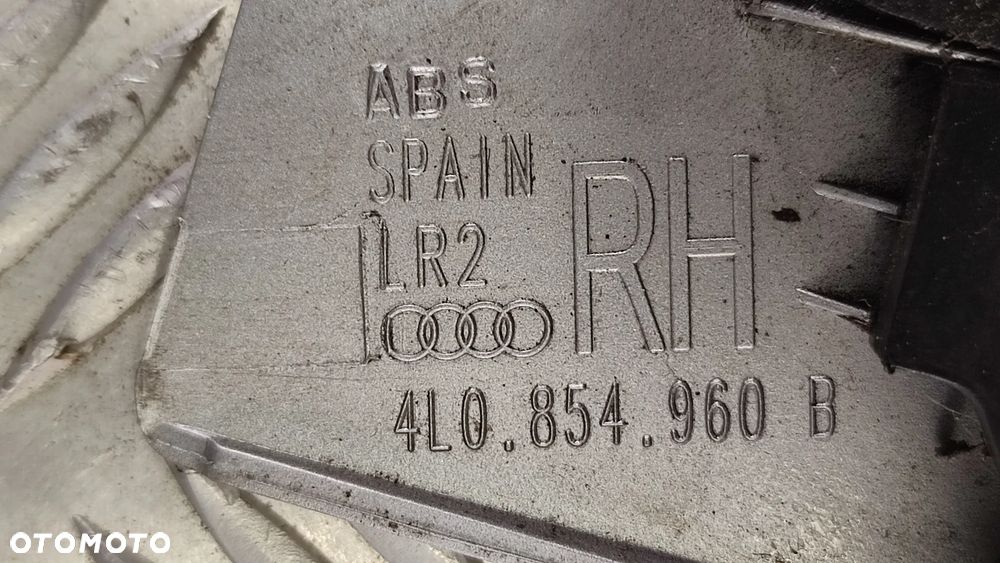 ABS
SPAIN
LR2
RH
4L0.854.960 B
OTOMOTO